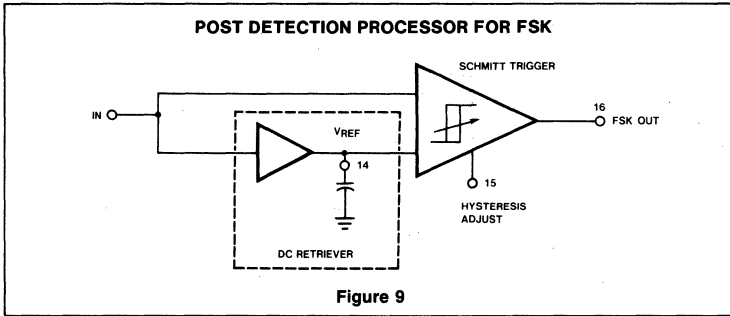 POST DETECTION PROCESSOR FOR FSK
SCHMITT TRIGGER
IN
VREF
14
16
FSK OUT
15
HYSTERESIS
ADJUST
DC RETRIEVER
Figure 9